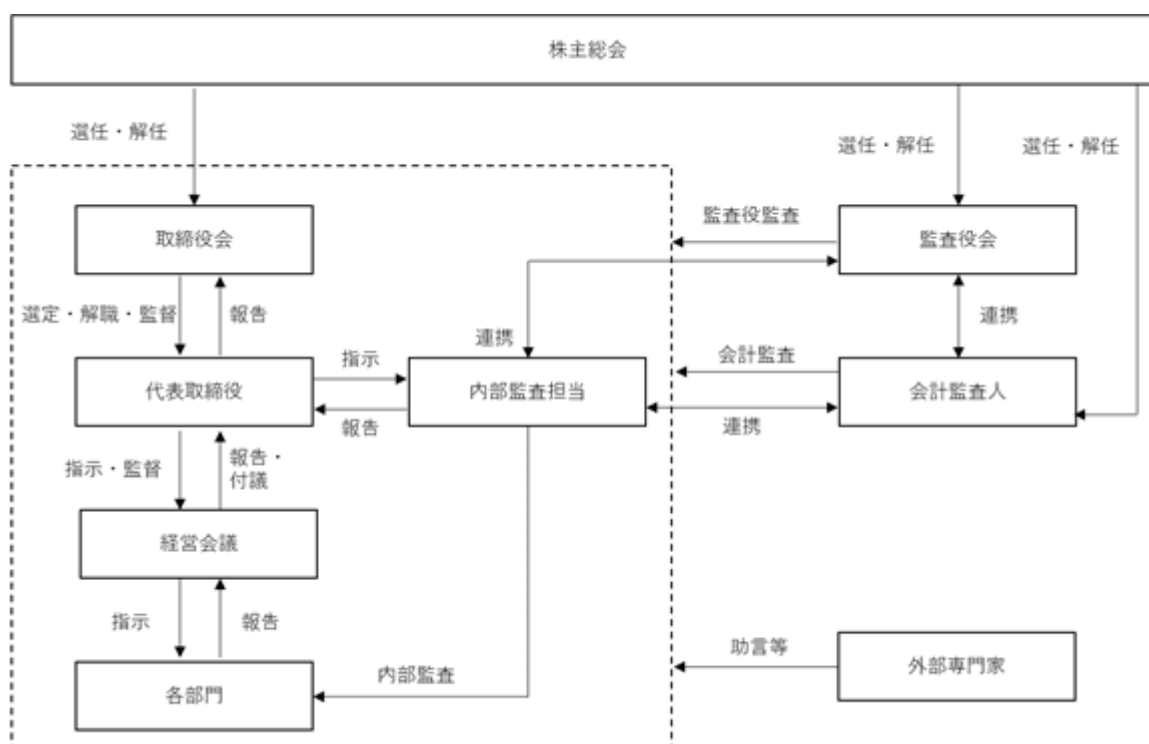 株主総会
選任・解任
選任・解任
選任・解任
取締役会
監査役監査
監査役会
選定・解職・監督
報告
連携
連携
代表取締役
指示
報告
内部監査担当
会計監査
連携
会計監査人
指示・監督
報告・
付議
経営会議
指示
報告
各部門
内部監査
助言等
外部専門家